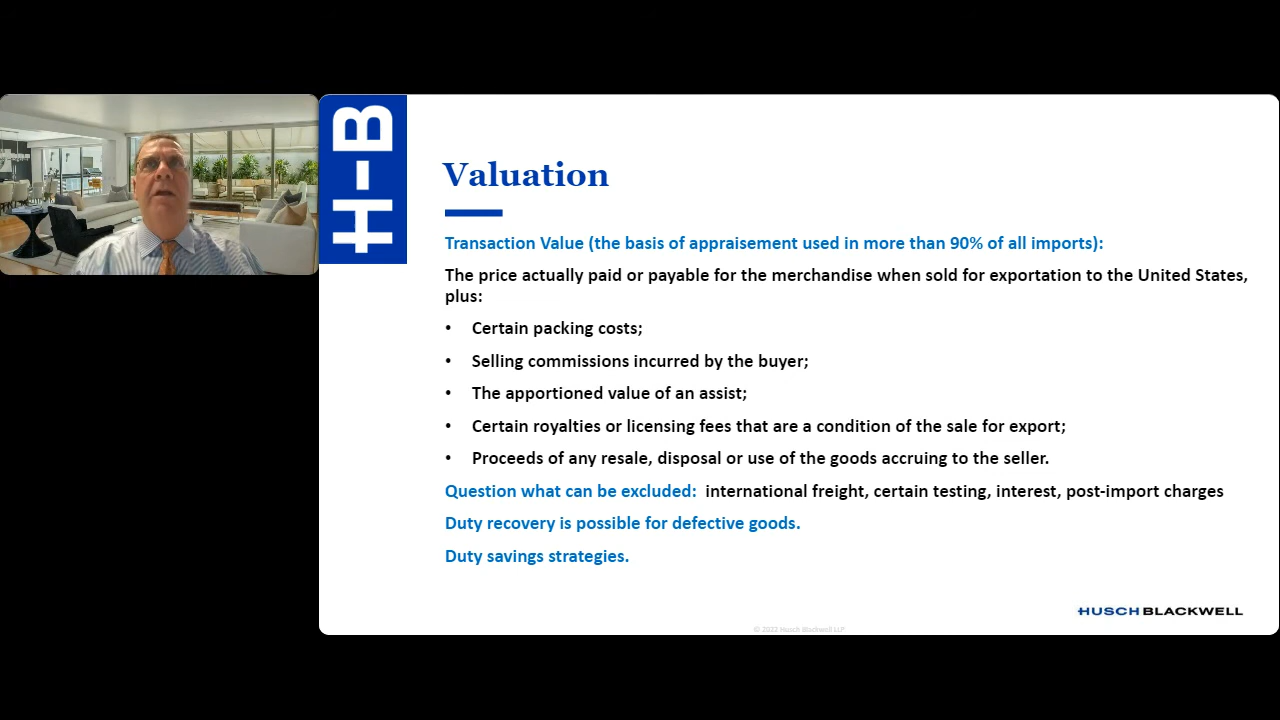 H-B
Valuation
Transaction Value (the basis of appraisement used in more than 90% of all imports):
The price actually paid or payable for the merchandise when sold for exportation to the United States,
plus:
• Certain packing costs;
• Selling commissions incurred by the buyer;
• The apportioned value of an assist;
• Certain royalties or licensing fees that are a condition of the sale for export;
• Proceeds of any resale, disposal or use of the goods accruing to the seller.
Question what can be excluded: international freight, certain testing, interest, post-import charges
Duty recovery is possible for defective goods.
Duty savings strategies.
HUSCH BLACKWELL
© 2022 Husch Blackwell LLP